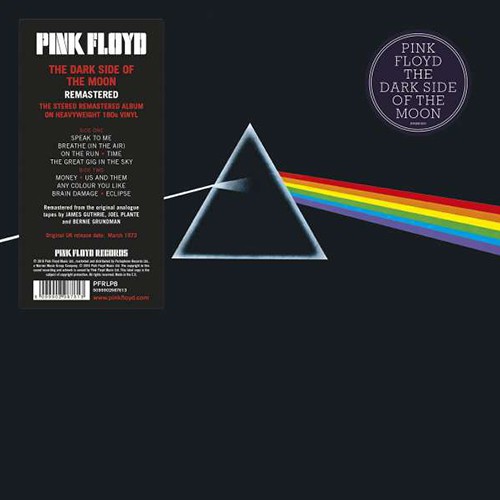 PINK FLOYD
THE DARK SIDE OF
THE MOON
REMASTERED
THE STEREO REMASTERED ALBUM
ON HEAVYWEIGHT 180g VINYL
SIDE ONE
SPEAK TO ME
BREATHE (IN THE AIR)
ON THE RUN • TIME
THE GREAT GIG IN THE SKY
SIDE TWO
MONEY • US AND THEM
ANY COLOUR YOU LIKE
BRAIN DAMAGE • ECLIPSE
Remastered from the original analogue
tapes by JAMES GUTHRIE, JOEL PLANTE
and BERNIE GRUNDMAN
Original UK release date: March 1973
PINK FLOYD RECORDS
PFRLP8
www.pinkfloyd.com
PINK
FLOYD
THE
DARK SIDE
OF THE
MOON